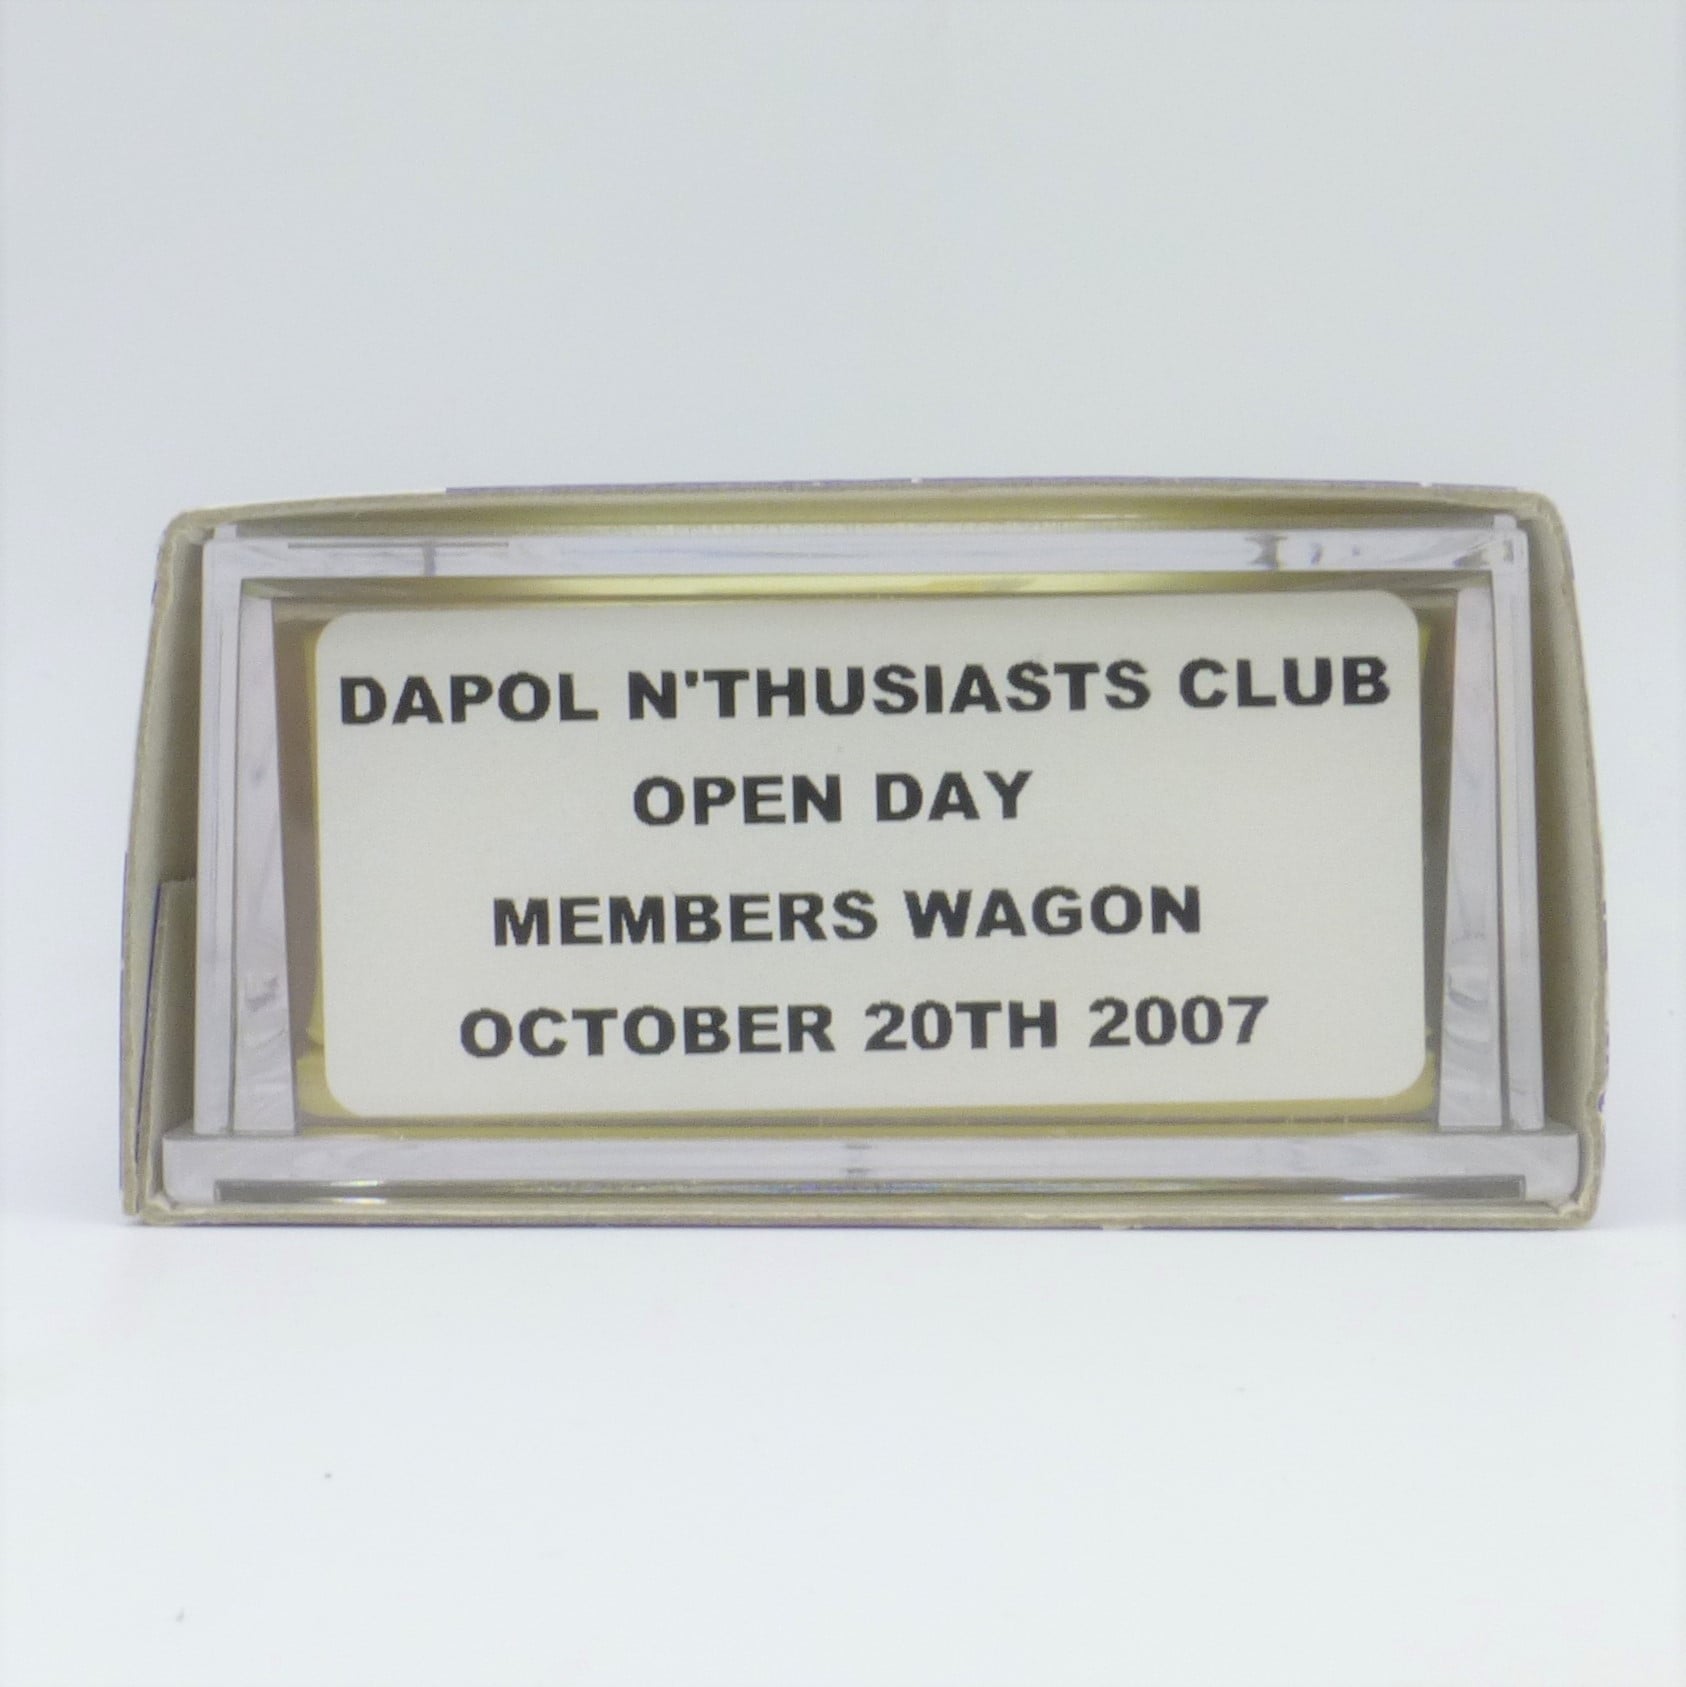 DAPOL N'THUSIASTS CLUB
OPEN DAY
MEMBERS WAGON
OCTOBER 20TH 2007